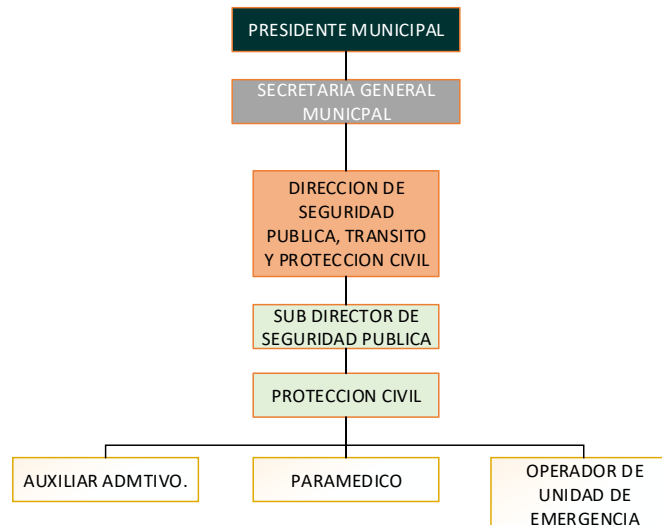 PRESIDENTE MUNICIPAL
SECRETARIA GENERAL
MUNICPAL
DIRECCION DE
SEGURIDAD
PUBLICA, TRANSITO
Y PROTECCION CIVIL
SUB DIRECTOR DE
SEGURIDAD PUBLICA
PROTECCION CIVIL
AUXILIAR ADMTIVO.
PARAMEDICO
OPERADOR DE
UNIDAD DE
EMERGENCIA